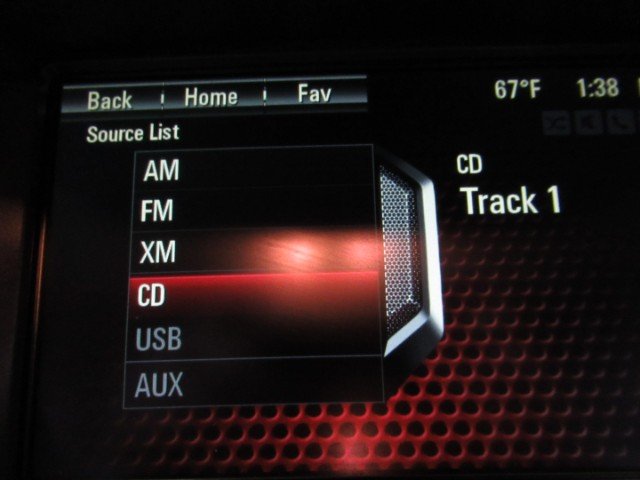 Back Home Fav 67°F 1:38
Source List
AM
FM
XM
CD
USB
AUX
CD
Track 1